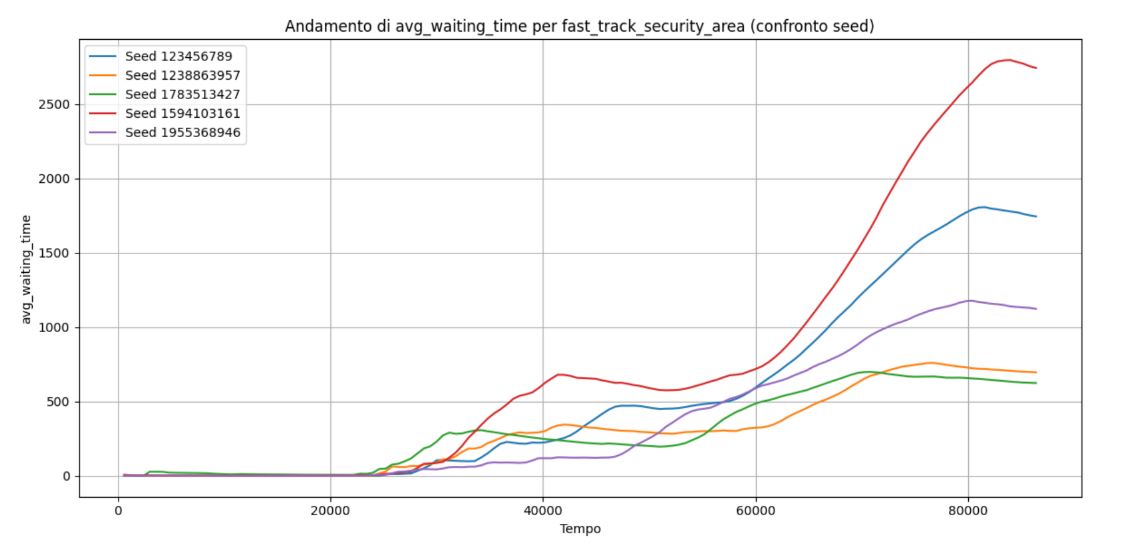 Andamento di avg_waiting_time per fast_track_security_area (confronto seed)
Seed 123456789
Seed 1238863957
Seed 1783513427
Seed 1594103161
Seed 1955368946
avg_waiting_time
2500
2000
1500
1000
500
0
0 20000 40000 60000 80000
Tempo